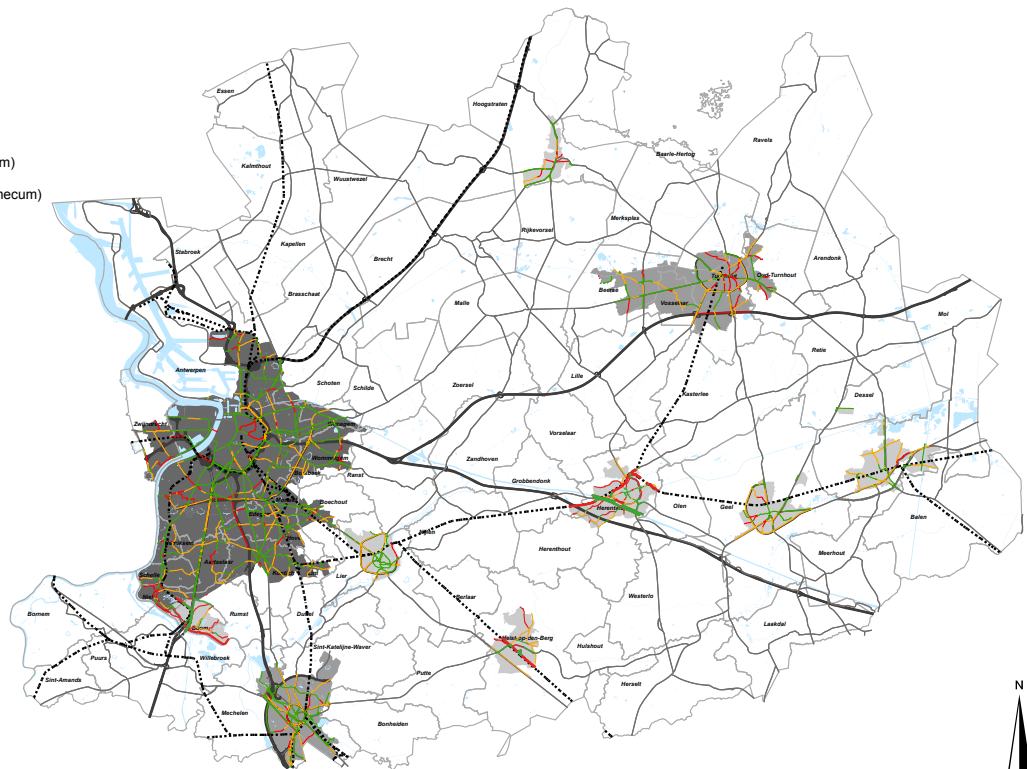 Essen
Hoogstraten
Ravels
Baarle-Hertog
m)
Kalmthout
Wuustwezel
necum)
Merksplas
Rijkevorsel
Kapellen
Stabroek
Brecht
Arendonk
Oud-Turnhout
Beerse
Brasschaat
Malle
Vosselaar
Mol
Retie
Antwerpen
Lille
Schoten
Schilde
Zoersel
Kasterlee
Dessel
Zwijndrecht
Vorselaar
Wommelgem
Zandhoven
Ranst
Grobbendonk
Boechout
Olen
Geel
Balen
Herenthout
Meerhout
Aartselaar
Lier
Schelle
Niel
Westerlo
Berlaar
Bornem
Rumst
Duffel
Laakdal
Heist-op-den-Berg
Sint-Katelijne-Waver
Hulshout
Puurs
Willebroek
Putte
Sint-Amands
Herselt
N
Mechelen
Bonheiden